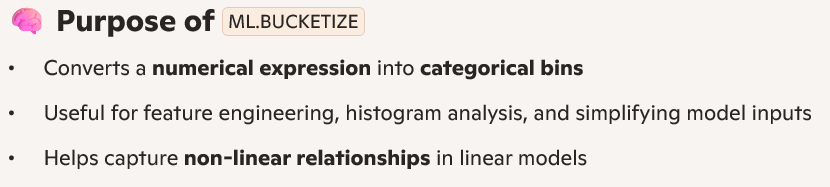 Purpose of ML.BUCKETIZE
• Converts a numerical expression into categorical bins
• Useful for feature engineering, histogram analysis, and simplifying model inputs
• Helps capture non-linear relationships in linear models